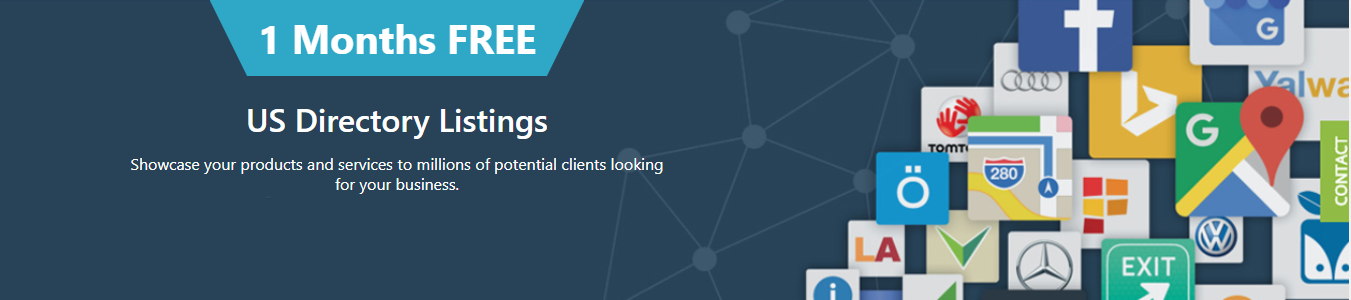 1 Months FREE
US Directory Listings
Showcase your products and services to millions of potential clients looking
for your business.
f
G
Yalwa
TOMTO
G
CONTACT
280
Ö
LA
EXIT
i